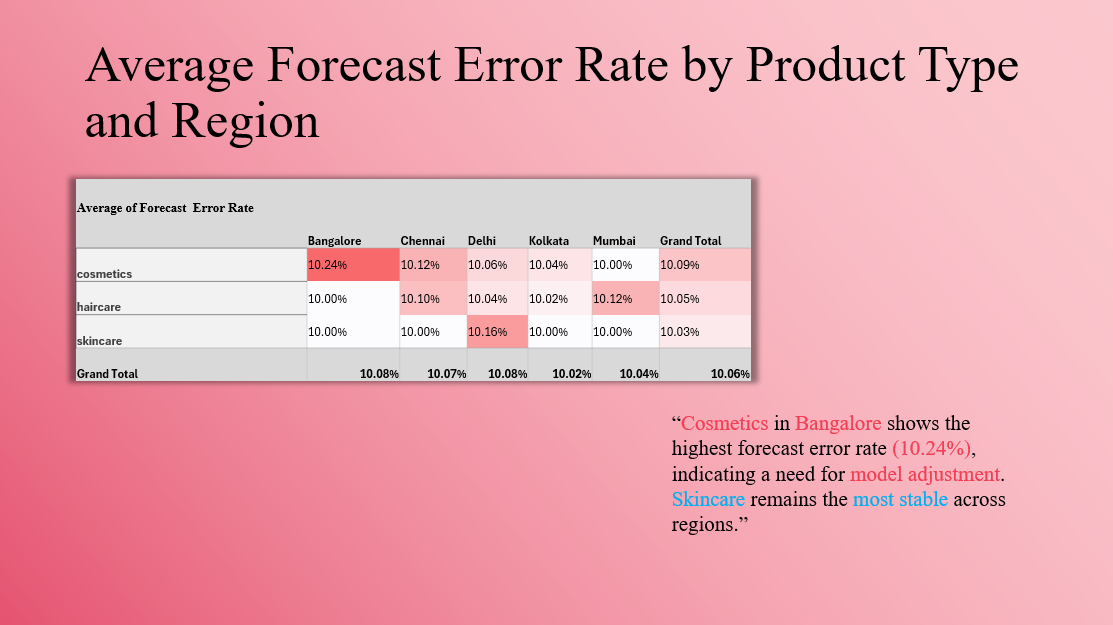 Average Forecast Error Rate by Product Type
and Region
Average of Forecast  Error Rate
Bangalore Chennai Delhi Kolkata Mumbai Grand Total
cosmetics 10.24% 10.12% 10.06% 10.04% 10.00% 10.09%
haircare 10.00% 10.10% 10.04% 10.02% 10.12% 10.05%
skincare 10.00% 10.00% 10.16% 10.00% 10.00% 10.03%
Grand Total 10.08% 10.07% 10.08% 10.02% 10.04% 10.06%
“Cosmetics in Bangalore shows the
highest forecast error rate (10.24%),
indicating a need for model adjustment.
Skincare remains the most stable across
regions.”